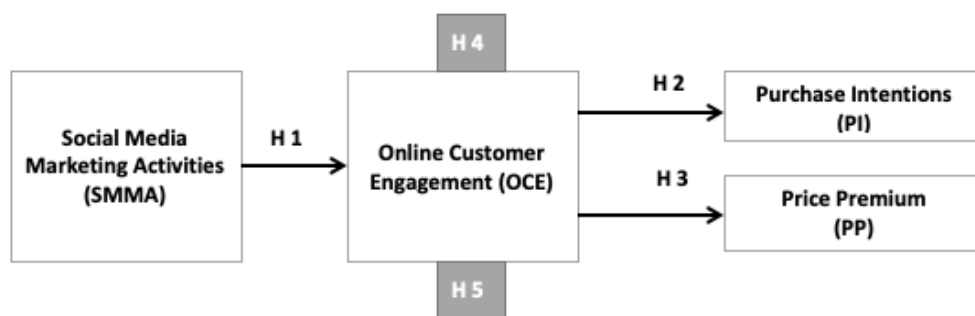 H 4
Social Media
Marketing Activities
(SMMA)
H 1
Online Customer
Engagement (OCE)
H 2
Purchase Intentions
(PI)
H 3
Price Premium
(PP)
H 5